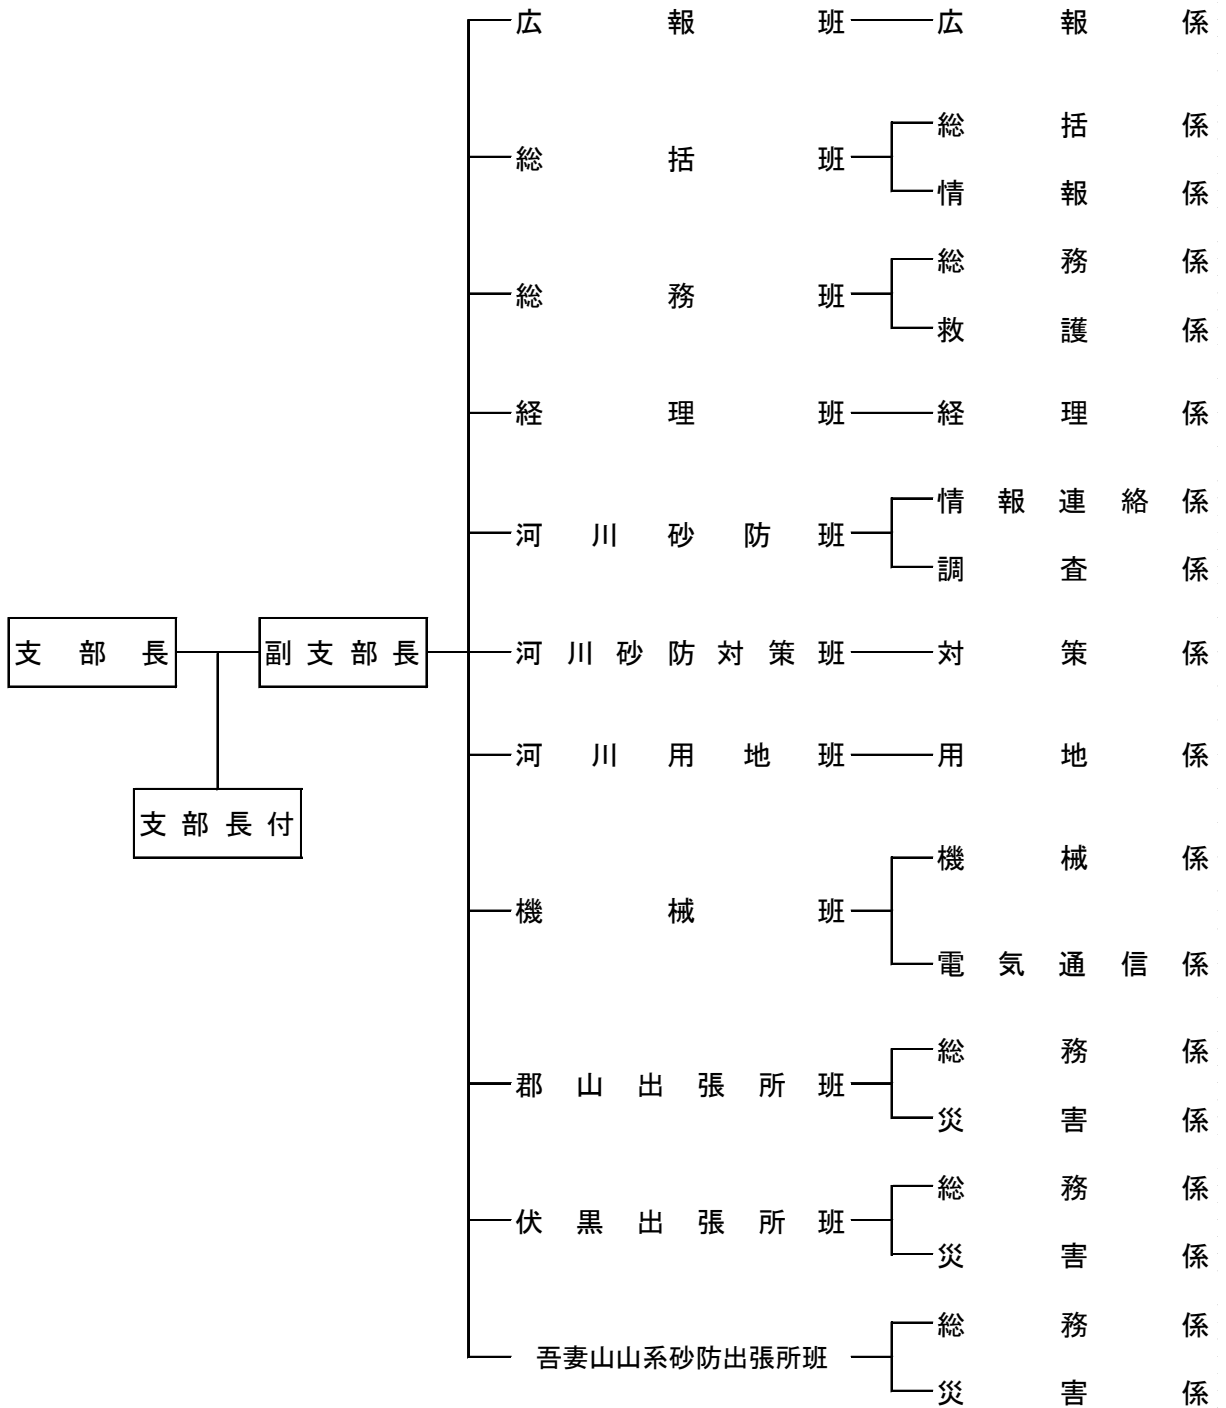 広報班 広報係
総括係
総括班
情報係
総務係
総務班
救護係
経理班 経理係
情報連絡係
河川砂防班
調査係
支部長 副支部長 河川砂防対策班 対策係
河川用地班 用地係
支部長付
機械係
機械班
電気通信係
総務係
郡山出張所班
災害係
総務係
伏黒出張所班
災害係
総務係
吾妻山山系砂防出張所班
災害係